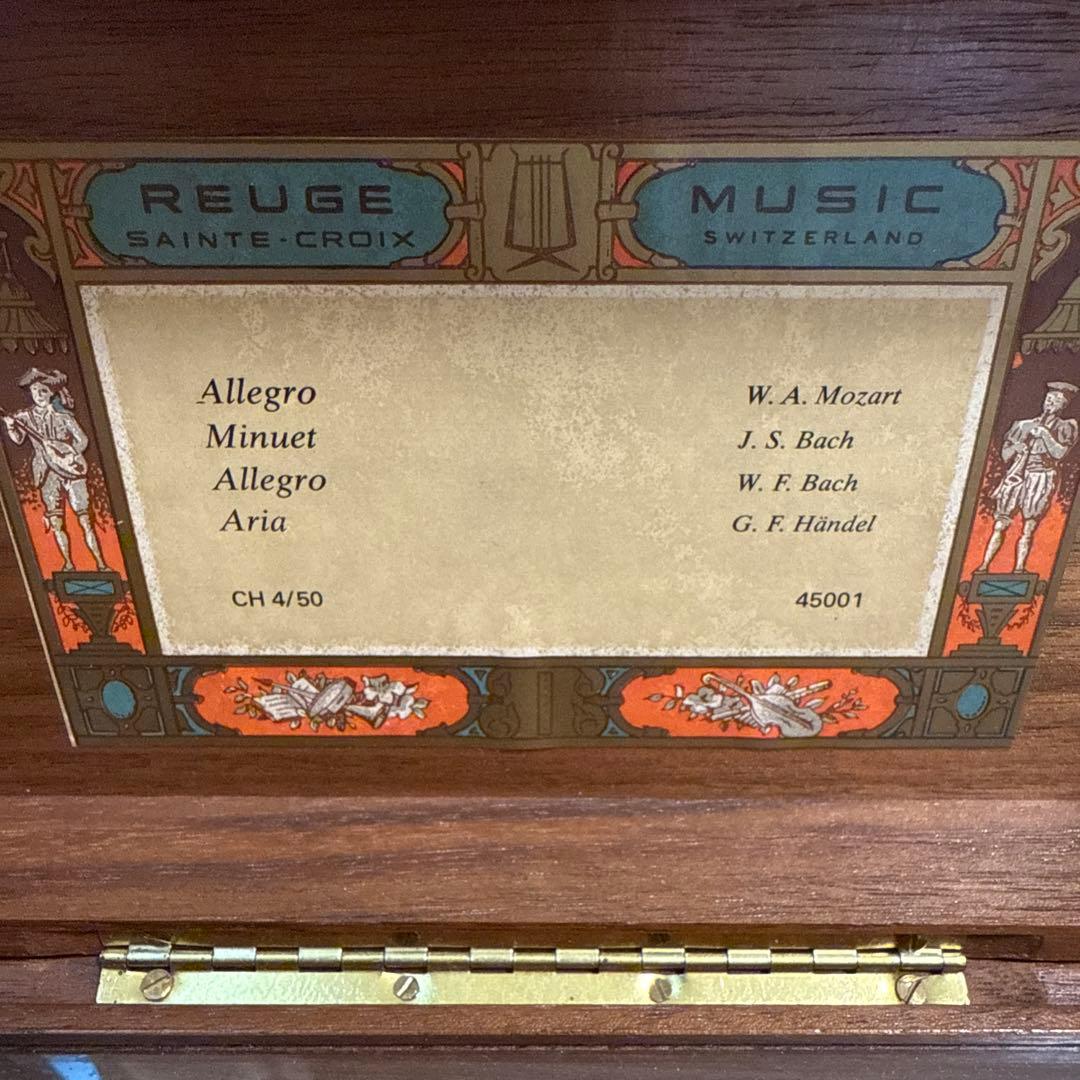 REUGE MUSIC
SAINTE-CROIX SWITZERLAND
Allegro W. A. Mozart
Minuet J. S. Bach
Allegro W. F. Bach
Aria G. F. Händel
CH 4/50 45001